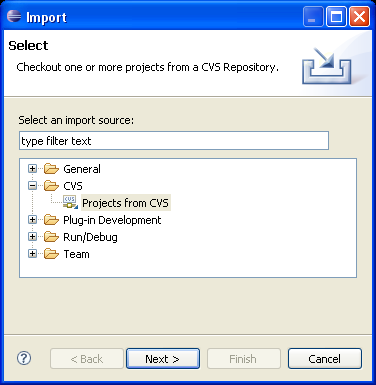 Import
Select
Checkout one or more projects from a CVS Repository.
Select an import source:
type filter text
General
CVS
CVS
Projects from CVS
Plug-in Development
Run/Debug
Team
? < Back Next > Finish Cancel